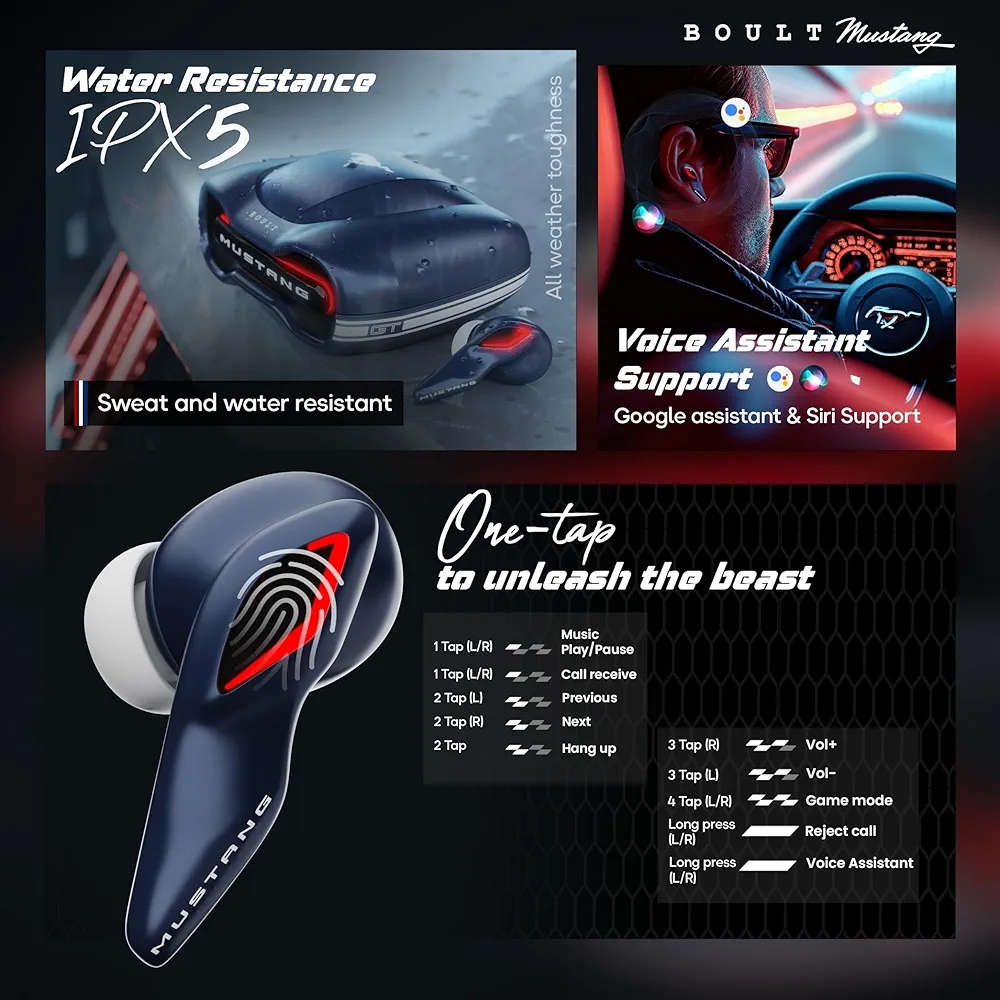 BOULT Mustang
Water Resistance
IPX5
All weather toughness
BOULT
MUSTANG
GT
MUSTANG
Sweat and water resistant
Voice Assistant
Support
Google assistant & Siri Support
One-tap
to unleash the beast
1 Tap (L/R) Music
Play/Pause
1 Tap (L/R) Call receive
2 Tap (L) Previous
2 Tap (R) Next
2 Tap Hang up
3 Tap (R) Vol+
3 Tap (L) Vol-
4 Tap (L/R) Game mode
Long press
(L/R) Reject call
Long press
(L/R) Voice Assistant
MUSTANG